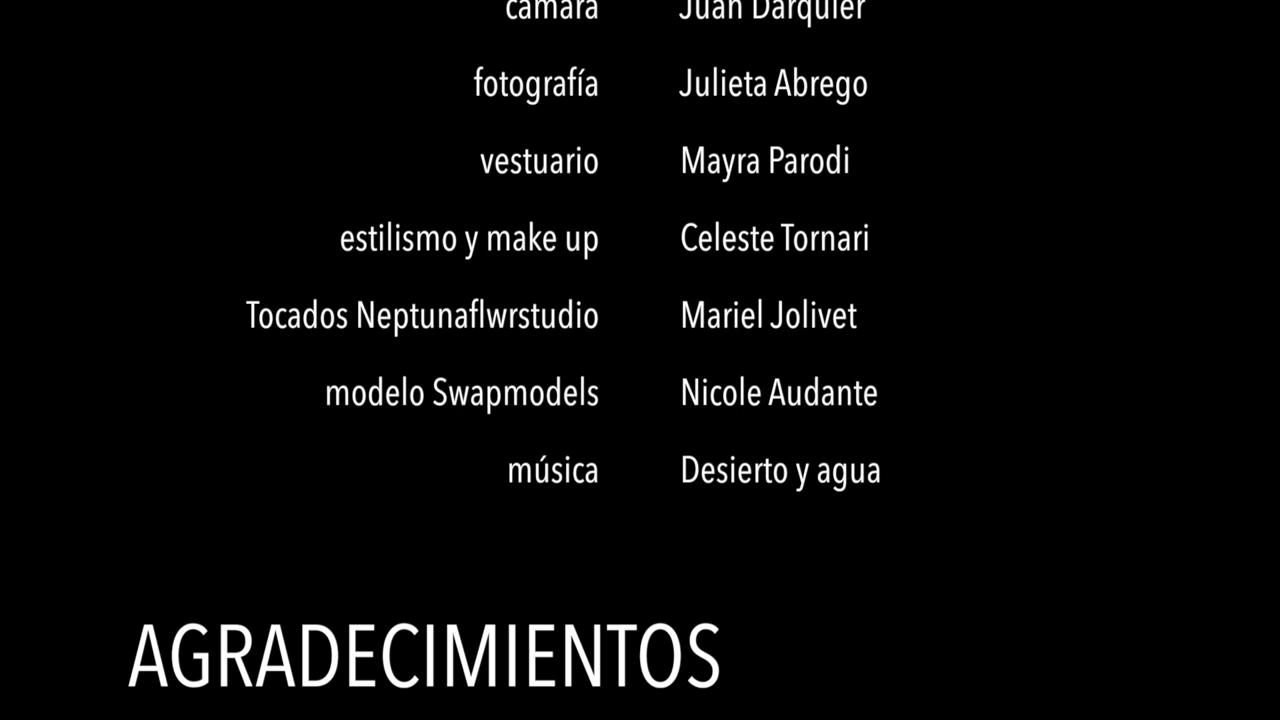 cámara Juan Darquier
fotografía Julieta Abrego
vestuario Mayra Parodi
estilismo y make up Celeste Tornari
Tocados Neptunaflwrstudio Mariel Jolivet
modelo Swapmodels Nicole Audante
música Desierto y agua
AGRADECIMIENTOS